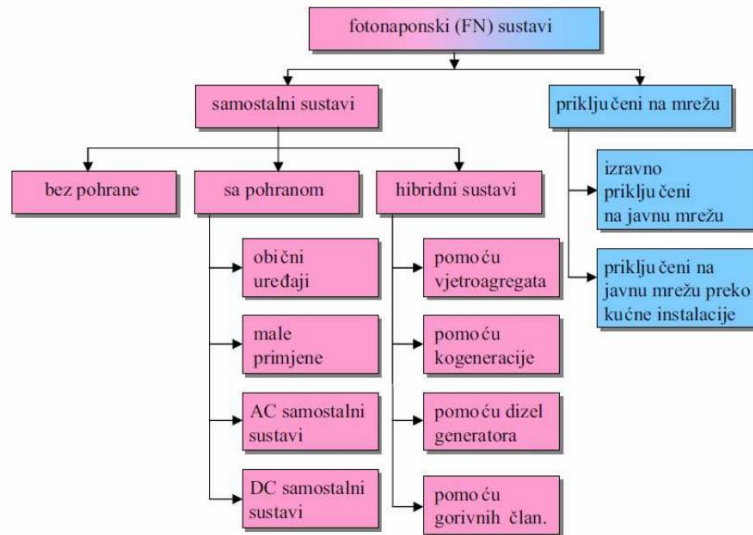 fotonaponski (FN) sustavi
samostalni sustavi
priključeni na mrežu
bez pohrane
sa pohranom
hibridni sustavi
izravno
priključeni
na javnu mrežu
obični
uređaji
pomoću
vjetroagregata
priključeni na
javnu mrežu preko
kućne instalacije
male
primjene
pomoću
kogeneracije
AC samostalni
sustavi
pomoću dizel
generatora
DC samostalni
sustavi
pomoću
gorivnih član.